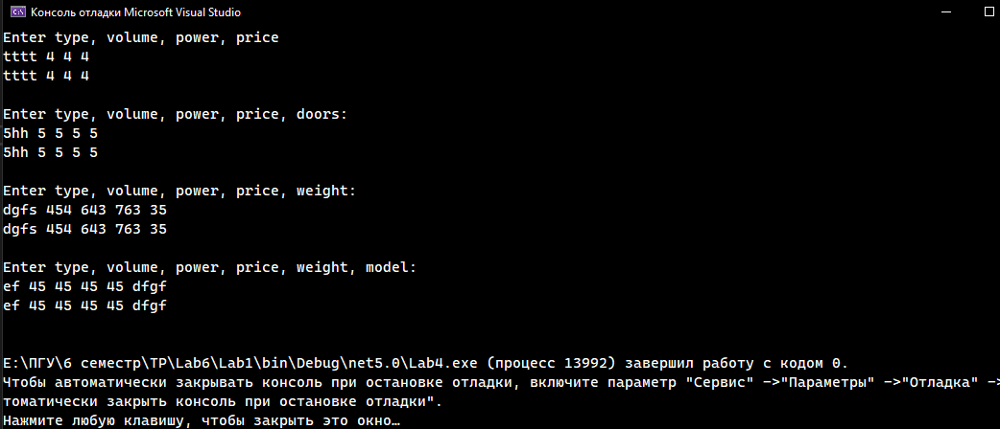 Консоль отладки Microsoft Visual Studio
Enter type, volume, power, price
tttt 4 4 4
tttt 4 4 4
Enter type, volume, power, price, doors:
5hh 5 5 5 5
5hh 5 5 5 5
Enter type, volume, power, price, weight:
dgfs 454 643 763 35
dgfs 454 643 763 35
Enter type, volume, power, price, weight, model:
ef 45 45 45 45 dfgf
ef 45 45 45 45 dfgf
E:\ПГУ\6 семестр\ТР\Lab6\Lab1\bin\Debug\net5.0\Lab4.exe (процесс 13992) завершил работу с кодом 0.
Чтобы автоматически закрывать консоль при остановке отладки, включите параметр "Сервис" ->"Параметры" ->"Отладка" ->
томатически закрыть консоль при остановке отладки".
Нажмите любую клавишу, чтобы закрыть это окно…